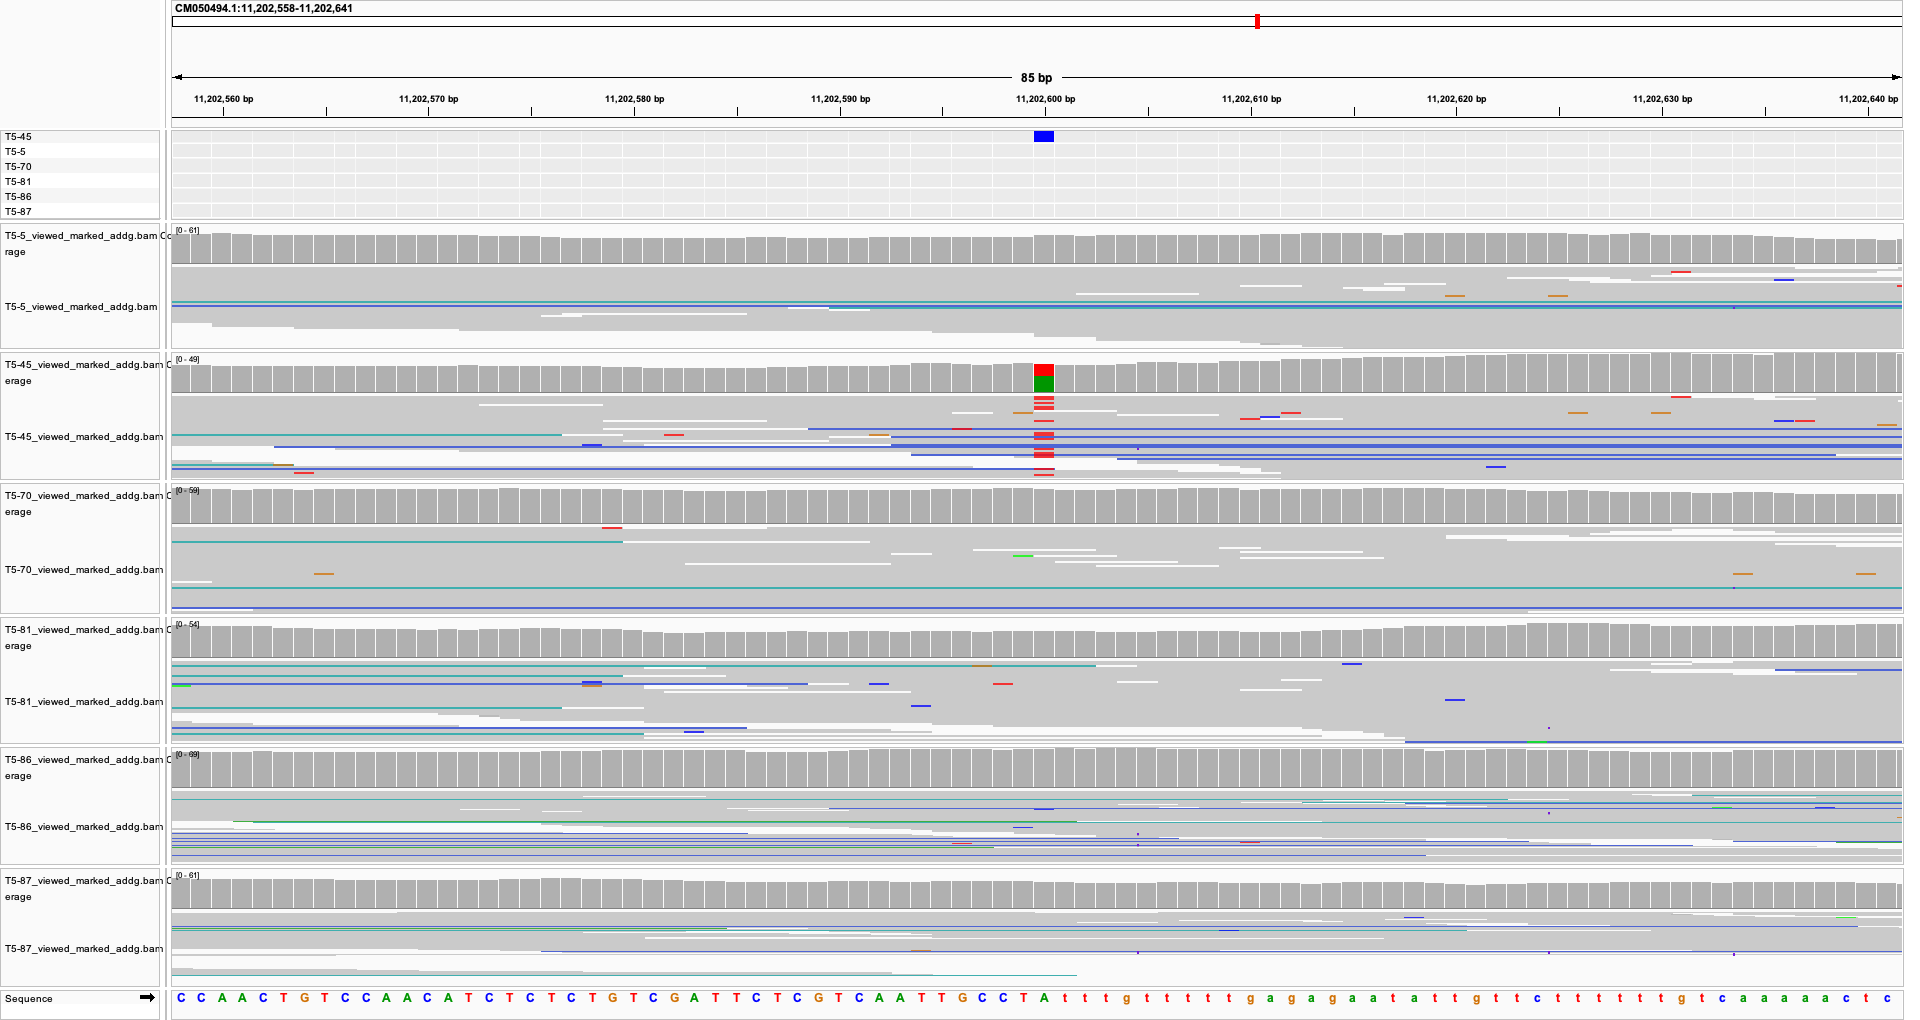 CM050494.1:11,202,558-11,202,641
85 bp
11,202,560 bp 11,202,570 bp 11,202,580 bp 11,202,590 bp 11,202,600 bp 11,202,610 bp 11,202,620 bp 11,202,630 bp 11,202,640 bp
T5-45
T5-5
T5-70
T5-81
T5-86
T5-87
T5-5_viewed_marked_addg.bam Co
rage
[0 - 61]
T5-5_viewed_marked_addg.bam
T5-45_viewed_marked_addg.bam C
erage
[0 - 49]
T5-45_viewed_marked_addg.bam
T5-70_viewed_marked_addg.bam C
erage
[0 - 59]
T5-70_viewed_marked_addg.bam
T5-81_viewed_marked_addg.bam C
erage
[0 - 54]
T5-81_viewed_marked_addg.bam
T5-86_viewed_marked_addg.bam C
erage
[0 - 69]
T5-86_viewed_marked_addg.bam
T5-87_viewed_marked_addg.bam C
erage
[0 - 61]
T5-87_viewed_marked_addg.bam
Sequence C C A A C T G T C C A A C A T C T C T C T G T C G A T T C T C G T C A A T T G C C T A t t t g t t t t t g a g a g a a t a t t g t t c t t t t t t g t c a a a a a c t c